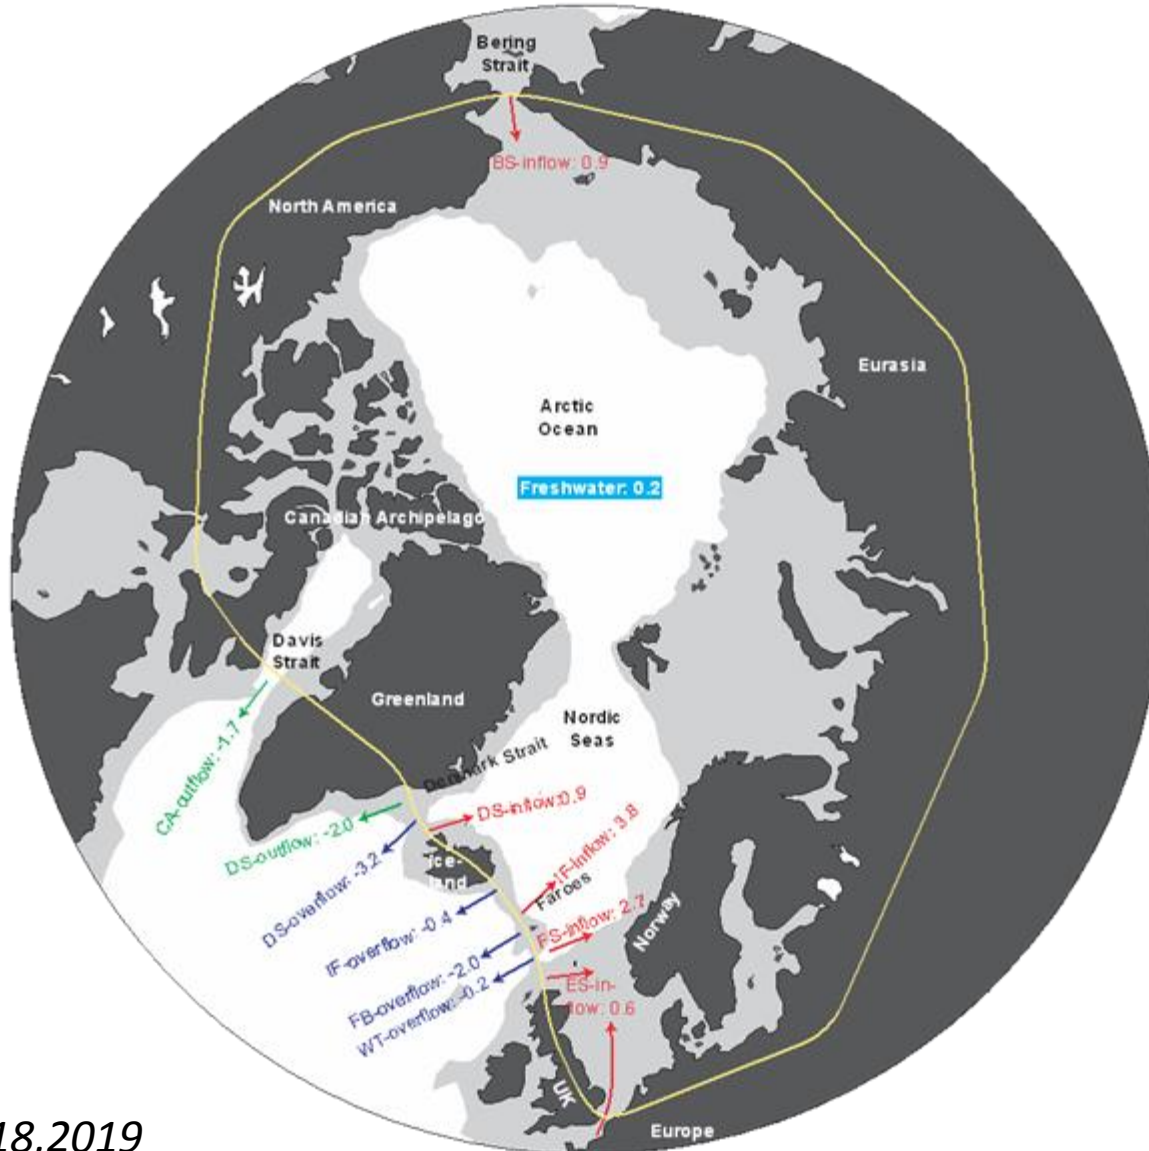 Bering
Strait
BS-inflow: 0.9
North America
Eurasia
Arctic
Ocean
Freshwater: 0.2
Canadian Archipelago
Davis
Strait
Greenland
Nordic
Seas
Denmark Strait
CA-outflow: -1.7
DS-inflow:0.9
DS-outflow: -2.0
IF-inflow: 3.8
Ice-
land
DS-overflow: -3.2
Faroes
IF-overflow: -0.4
FS-inflow: 2.7
Norway
FB-overflow: -2.0
WT-overflow: -0.2
ES-in-
flow: 0.6
UK
Europe
18.2019